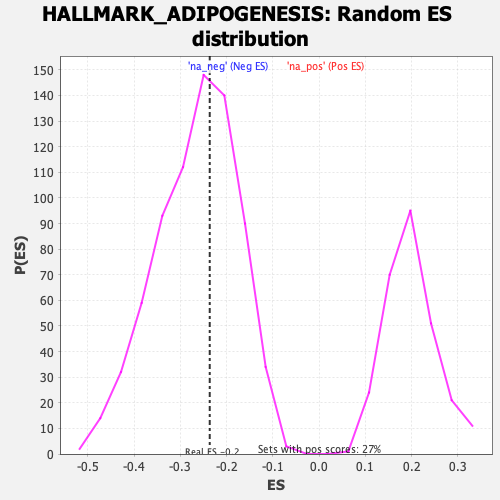 HALLMARK_ADIPOGENESIS: Random ES
distribution
'na_neg' (Neg ES) 'na_pos' (Pos ES)
150
140
130
120
110
100
90
80
70
60
50
40
30
20
10
0
P(ES)
Real ES -0.2
Sets with pos scores: 27%
-0.5 -0.4 -0.3 -0.2 -0.1 0.0 0.1 0.2 0.3
ES